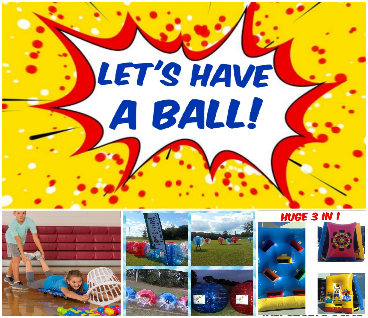 LET'S HAVE
A BALL!
HUGE 3 IN 1